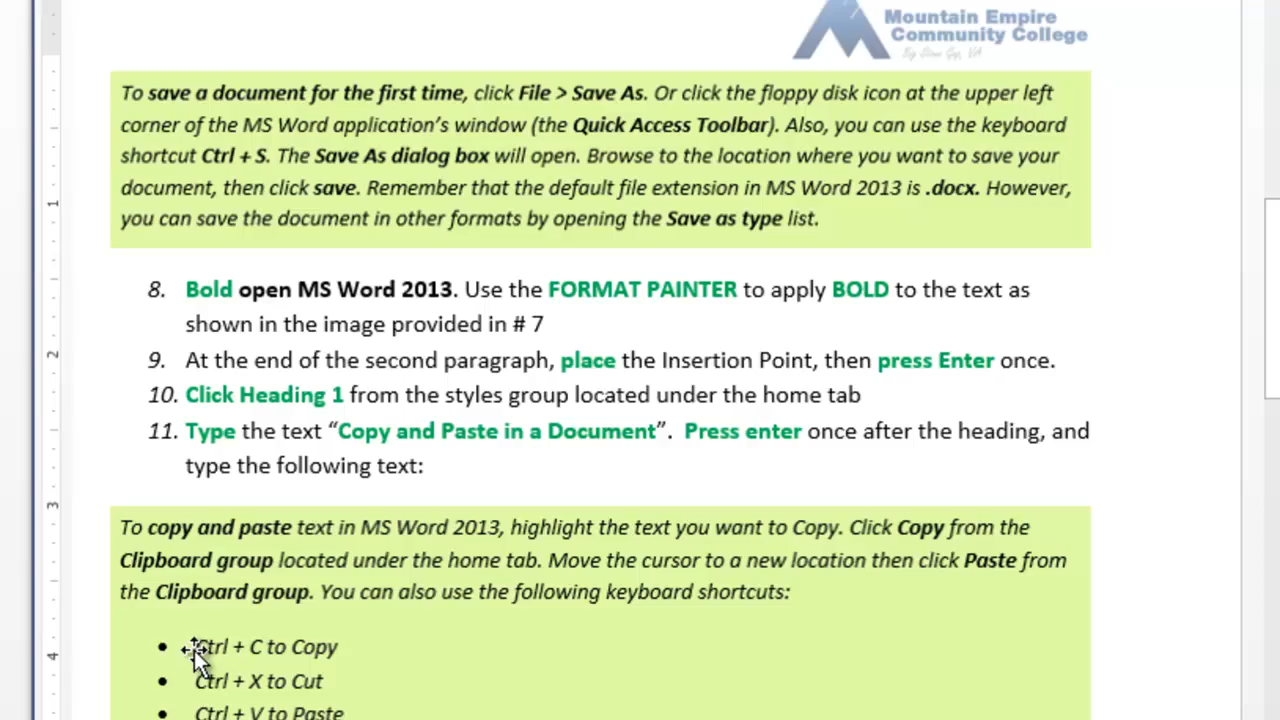 Mountain Empire
Community College
Big Stone Gap, VA
To save a document for the first time, click File > Save As. Or click the floppy disk icon at the upper left
corner of the MS Word application’s window (the Quick Access Toolbar). Also, you can use the keyboard
shortcut Ctrl + S. The Save As dialog box will open. Browse to the location where you want to save your
document, then click save. Remember that the default file extension in MS Word 2013 is .docx. However,
you can save the document in other formats by opening the Save as type list.
1
8. Bold open MS Word 2013. Use the FORMAT PAINTER to apply BOLD to the text as
shown in the image provided in # 7
2
9. At the end of the second paragraph, place the Insertion Point, then press Enter once.
10. Click Heading 1 from the styles group located under the home tab
11. Type the text “Copy and Paste in a Document”. Press enter once after the heading, and
type the following text:
3
To copy and paste text in MS Word 2013, highlight the text you want to Copy. Click Copy from the
Clipboard group located under the home tab. Move the cursor to a new location then click Paste from
the Clipboard group. You can also use the following keyboard shortcuts:
• Ctrl + C to Copy
4
• Ctrl + X to Cut
• Ctrl + V to Paste